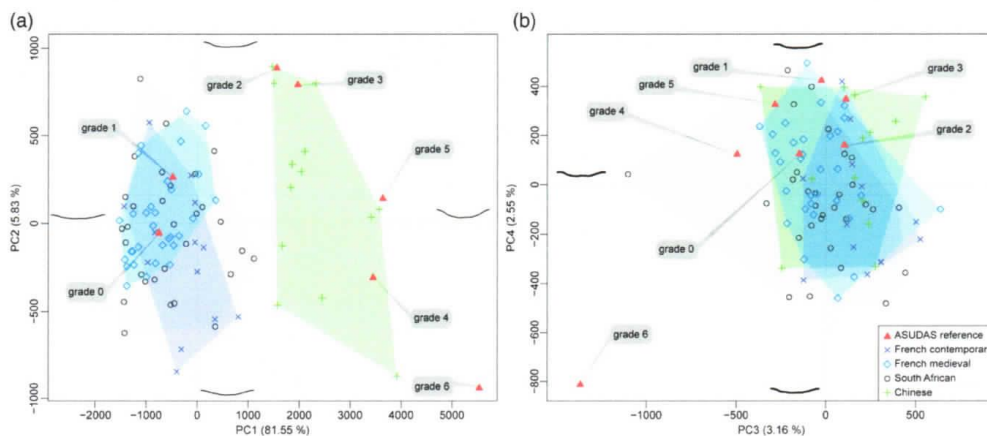 (a)
1000
500
0
-500
-1000
PC2 (5.83 %)
grade 2
grade 3
grade 1
grade 5
grade 0
grade 4
grade 6
-2000
-1000
0
1000
2000
3000
4000
5000
PC1 (81.55 %)
(b)
600
400
200
0
-200
-400
-600
-800
PC4 (2.55 %)
grade 1
grade 3
grade 5
grade 4
grade 2
grade 0
grade 6
ASUDAS reference
French contemporan
French medieval
South African
Chinese
-1000
-500
0
500
PC3 (3.16 %)